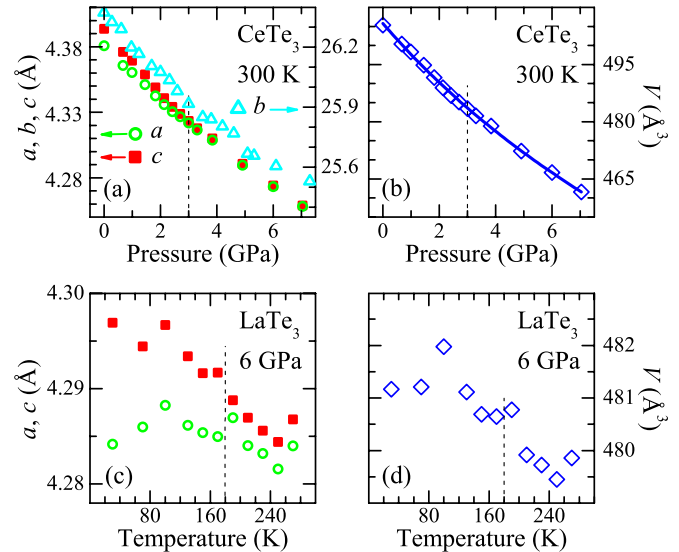 CeTe₃
300 K
b
a
c
(a)
a, b, c (Å)
4.38
4.33
4.28
26.2
25.9
25.6
0 2 4 6
Pressure (GPa)
CeTe₃
300 K
(b)
495
480
465
V (Å³)
0 2 4 6
Pressure (GPa)
LaTe₃
6 GPa
(c)
a, c (Å)
4.30
4.29
4.28
80 160 240
Temperature (K)
LaTe₃
6 GPa
(d)
482
481
480
V (Å³)
80 160 240
Temperature (K)